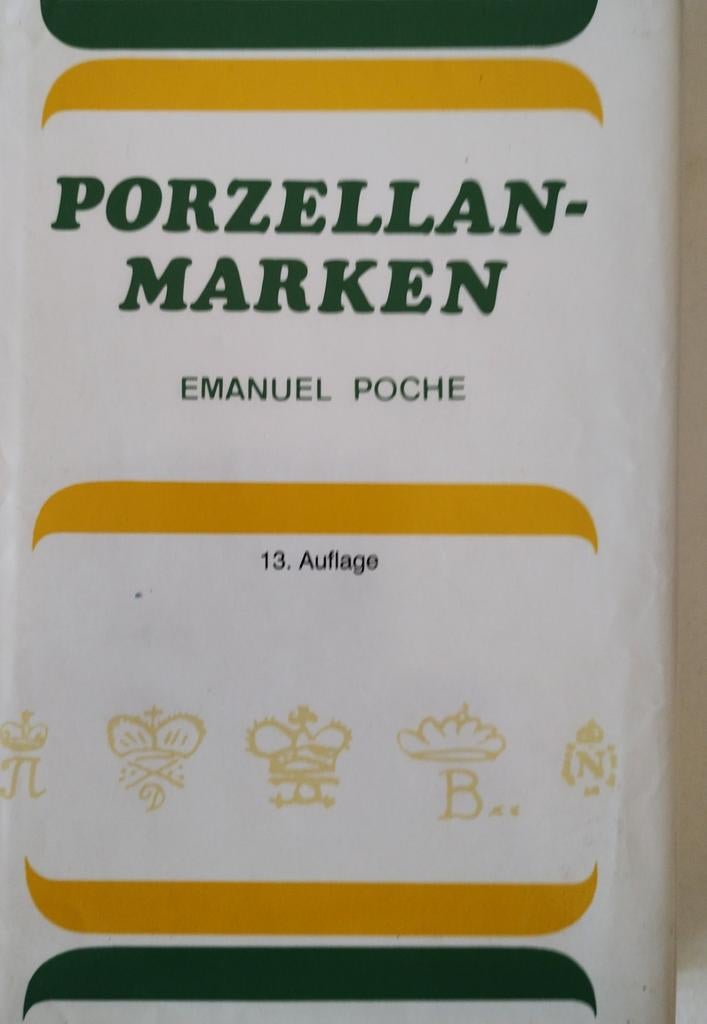 PORZELLAN-
MARKEN
EMANUEL POCHE
13. Auflage
П D B.. N